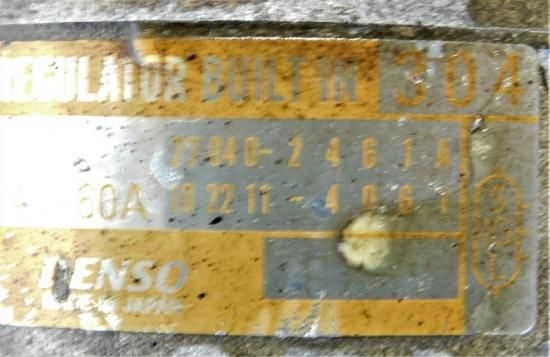 REGULATOR BUILT IN 304
27040-2461A
60A 102211-4061
DENSO
MADE IN JAPAN